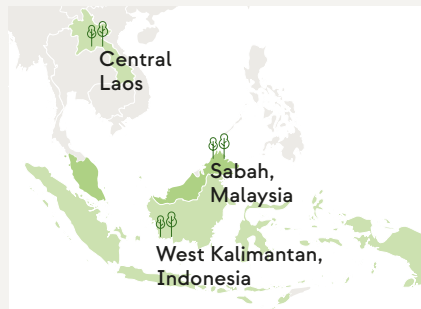 Central
Laos
Sabah,
Malaysia
West Kalimantan,
Indonesia